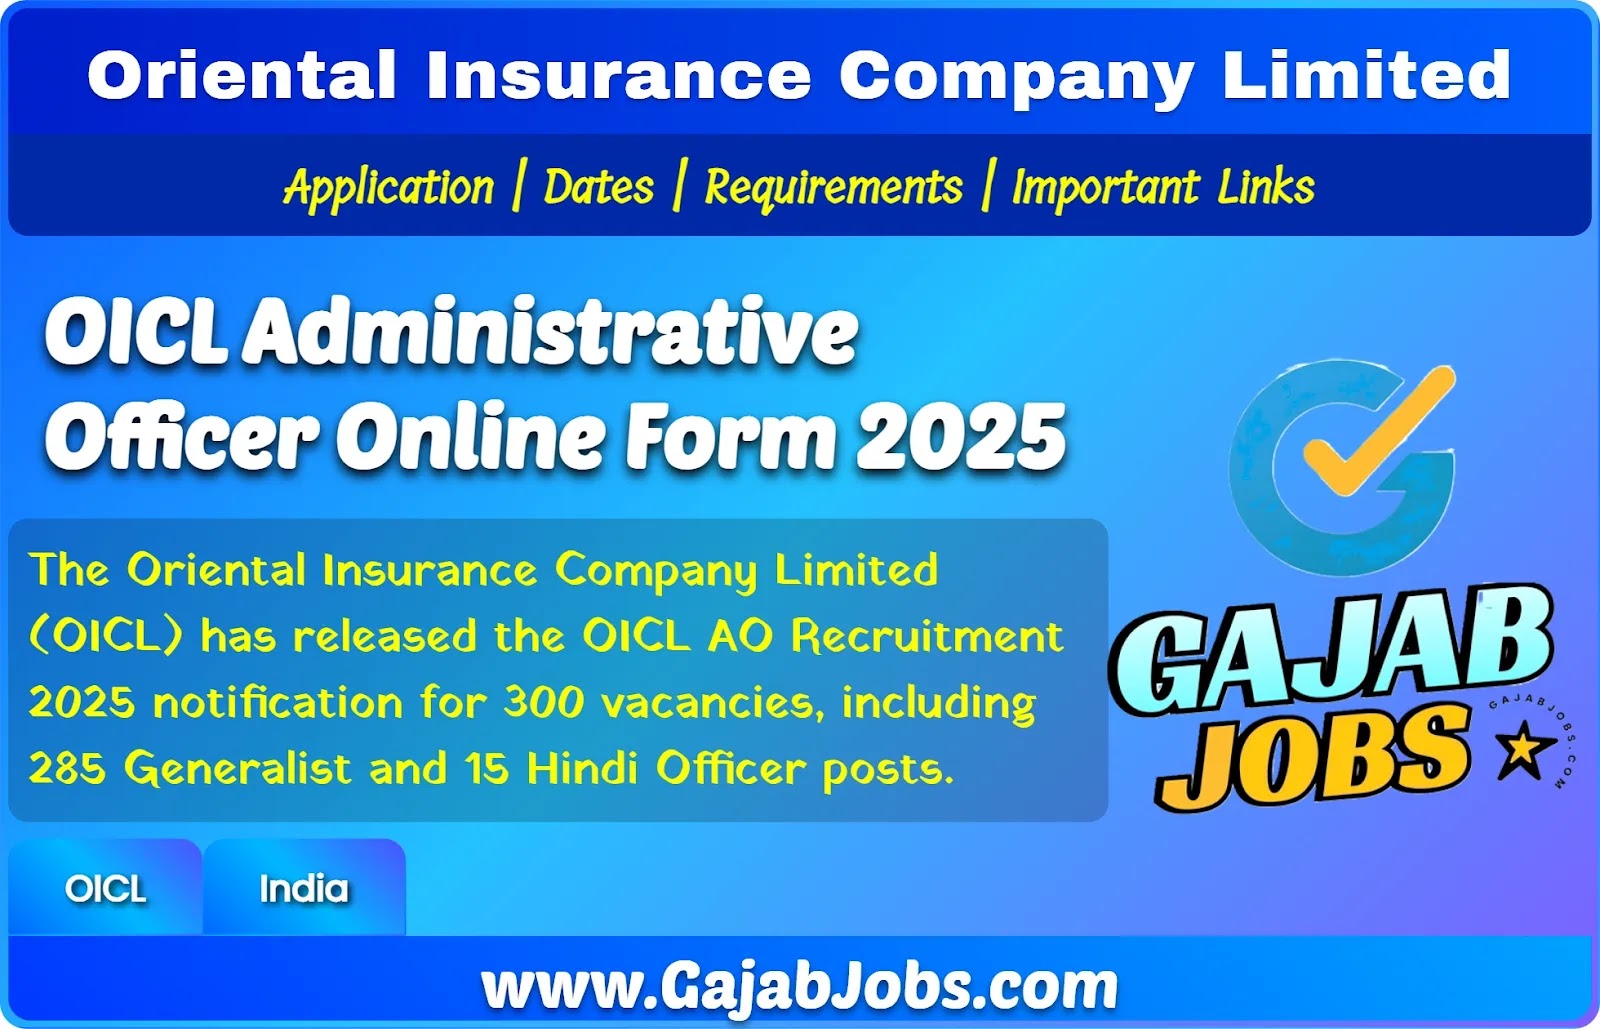 Oriental Insurance Company Limited
Application | Dates | Requirements | Important Links
OICL Administrative
Officer Online Form 2025
The Oriental Insurance Company Limited
(OICL) has released the OICL AO Recruitment
2025 notification for 300 vacancies, including
285 Generalist and 15 Hindi Officer posts.
GAJAB
JOBS
GAJABJOBS.COM
OICL
India
www.GajabJobs.com